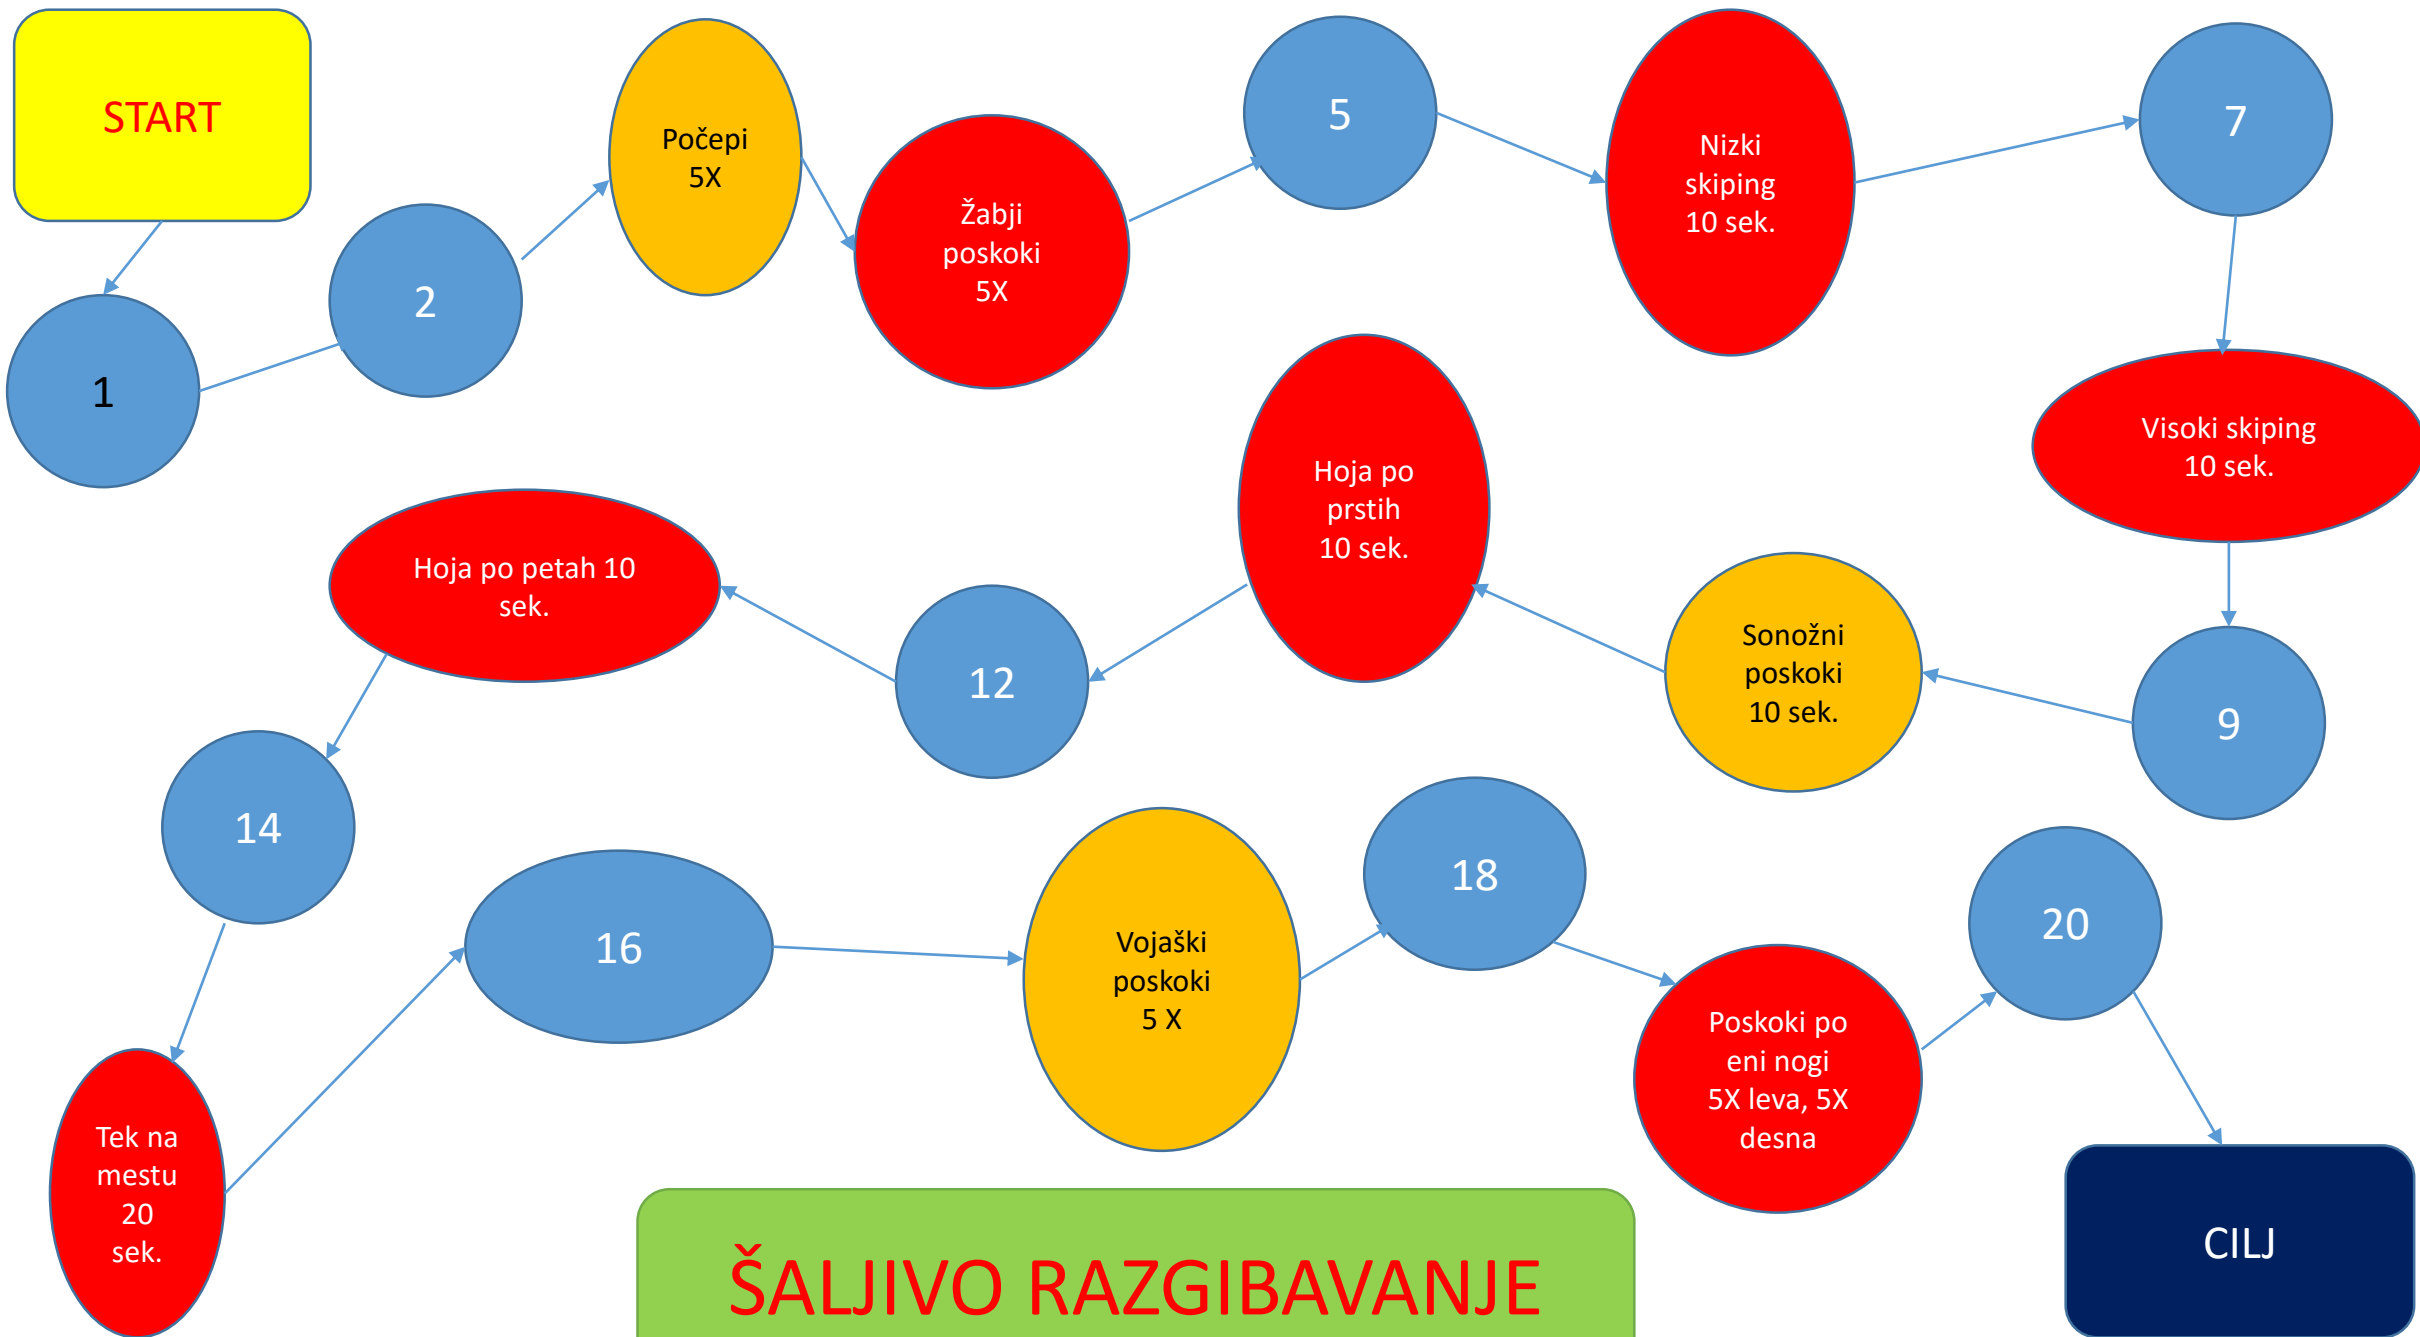 START
1
2
Počepi
5X
Žabji
poskoki
5X
5
Nizki
skiping
10 sek.
7
Visoki skiping
10 sek.
9
Sonožni
poskoki
10 sek.
Hoja po
prstih
10 sek.
12
Hoja po petah 10
sek.
14
Tek na
mestu
20
sek.
16
Vojaški
poskoki
5 X
18
Poskoki po
eni nogi
5X leva, 5X
desna
20
CILJ
ŠALJIVO RAZGIBAVANJE